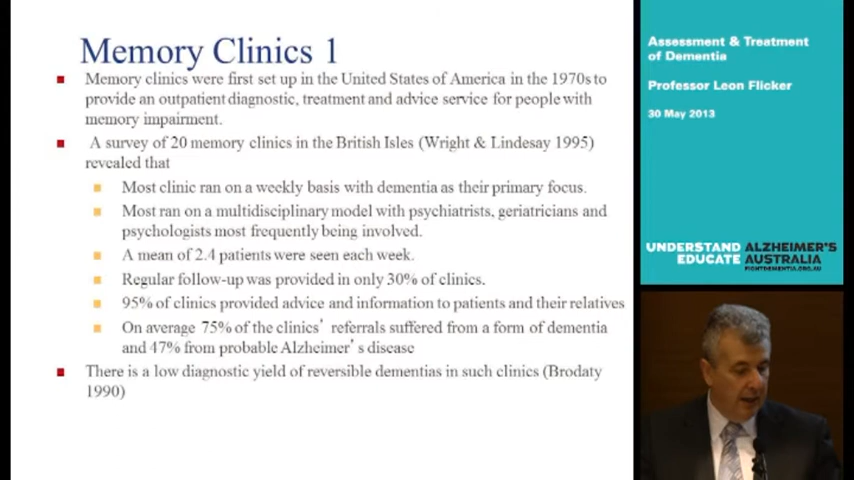 Memory Clinics 1
Memory clinics were first set up in the United States of America in the 1970s to
provide an outpatient diagnostic, treatment and advice service for people with
memory impairment.
A survey of 20 memory clinics in the British Isles (Wright & Lindesay 1995)
revealed that
Most clinic ran on a weekly basis with dementia as their primary focus.
Most ran on a multidisciplinary model with psychiatrists, geriatricians and
psychologists most frequently being involved.
A mean of 2.4 patients were seen each week.
Regular follow-up was provided in only 30% of clinics.
95% of clinics provided advice and information to patients and their relatives
On average 75% of the clinics' referrals suffered from a form of dementia
and 47% from probable Alzheimer's disease
There is a low diagnostic yield of reversible dementias in such clinics (Brodaty
1990)
Assessment & Treatment
of Dementia
Professor Leon Flicker
30 May 2013
UNDERSTAND ALZHEIMER'S
EDUCATE AUSTRALIA
FIGHTDEMENTIA.ORG.AU